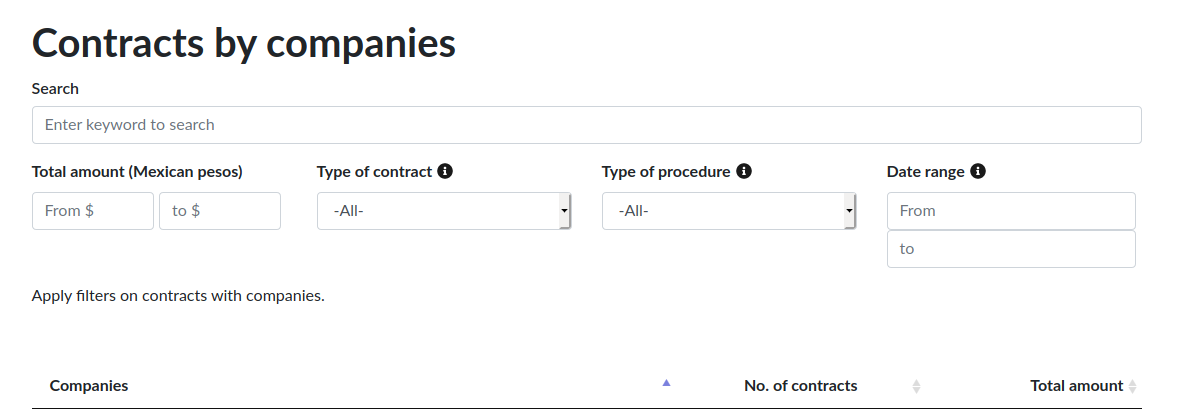 Contracts by companies
Search
Enter keyword to search
Total amount (Mexican pesos) Type of contract Type of procedure Date range
From $ to $ -All- -All- From
to
Apply filters on contracts with companies.
Companies No. of contracts Total amount